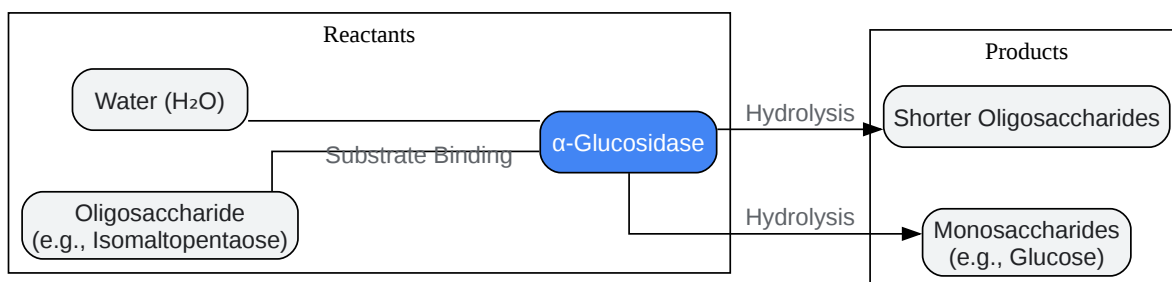 Reactants
Products
Water (H₂O)
α-Glucosidase
Hydrolysis
Shorter Oligosaccharides
Substrate Binding
Oligosaccharide
(e.g., Isomaltopentaose)
Hydrolysis
Monosaccharides
(e.g., Glucose)